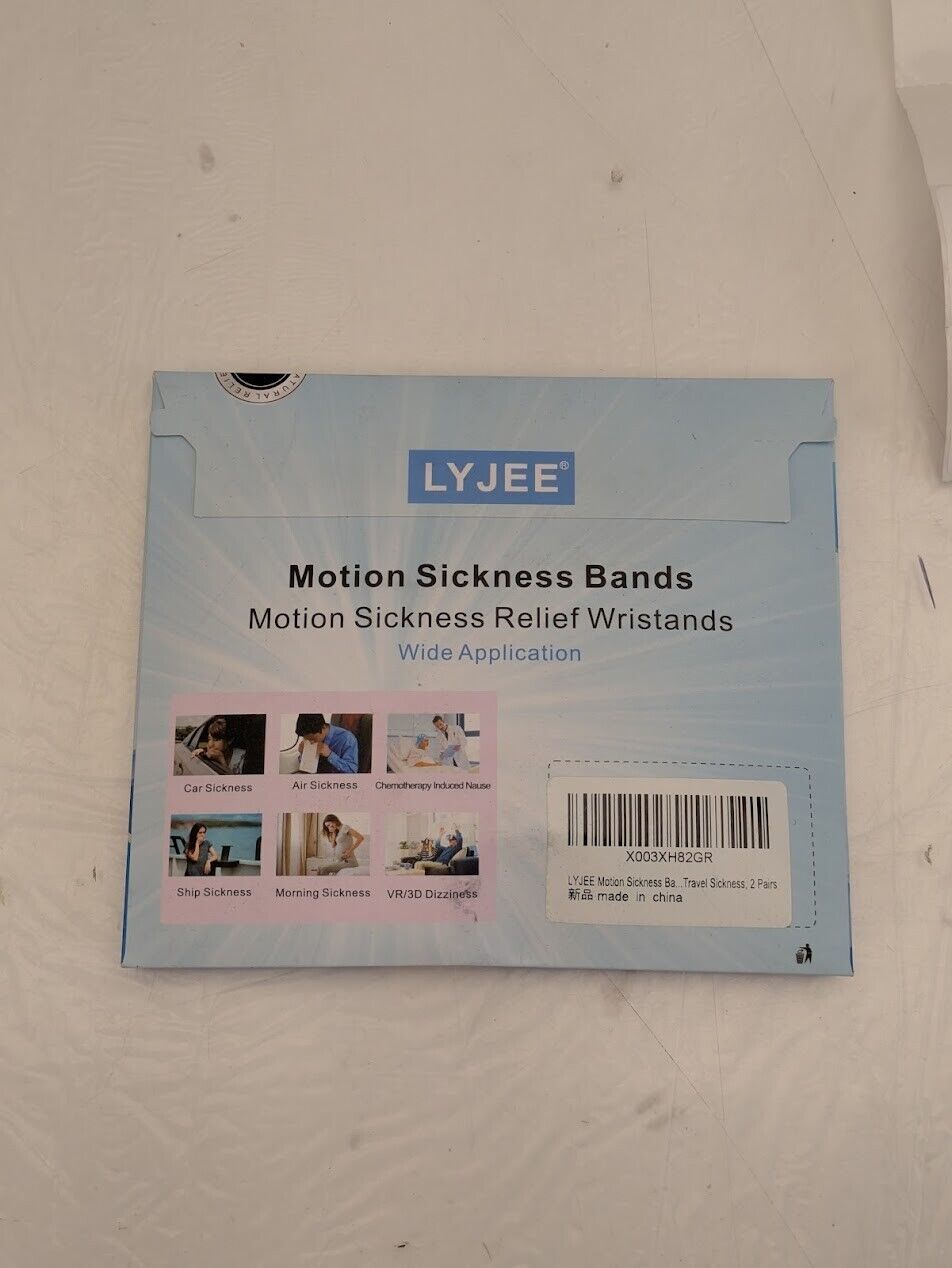 ATURAL RELIE
LYJEE®
Motion Sickness Bands
Motion Sickness Relief Wristands
Wide Application
Car Sickness
Air Sickness
Chemotherapy Induced Nause
Ship Sickness
Morning Sickness
VR/3D Dizziness
X003XH82GR
LYJEE Motion Sickness Ba...Travel Sickness, 2 Pairs
新品 made in china